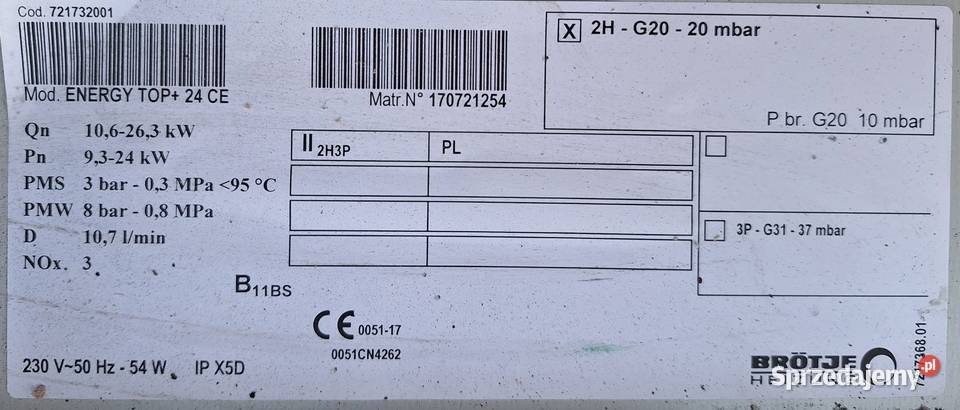 Cod. 721732001
Mod. ENERGY TOP+ 24 CE
Matr.N° 170721254
X 2H - G20 - 20 mbar
P br. G20 10 mbar
Qn 10,6-26,3 kW
Pn 9,3-24 kW
PMS 3 bar - 0,3 MPa <95 °C
PMW 8 bar - 0,8 MPa
D 10,7 l/min
NOx. 3
II 2H3P PL
3P - G31 - 37 mbar
B11BS
CE 0051-17
0051CN4262
230 V~50 Hz - 54 W. IP X5D
BRÖTJE
Sprzedajemy.pl